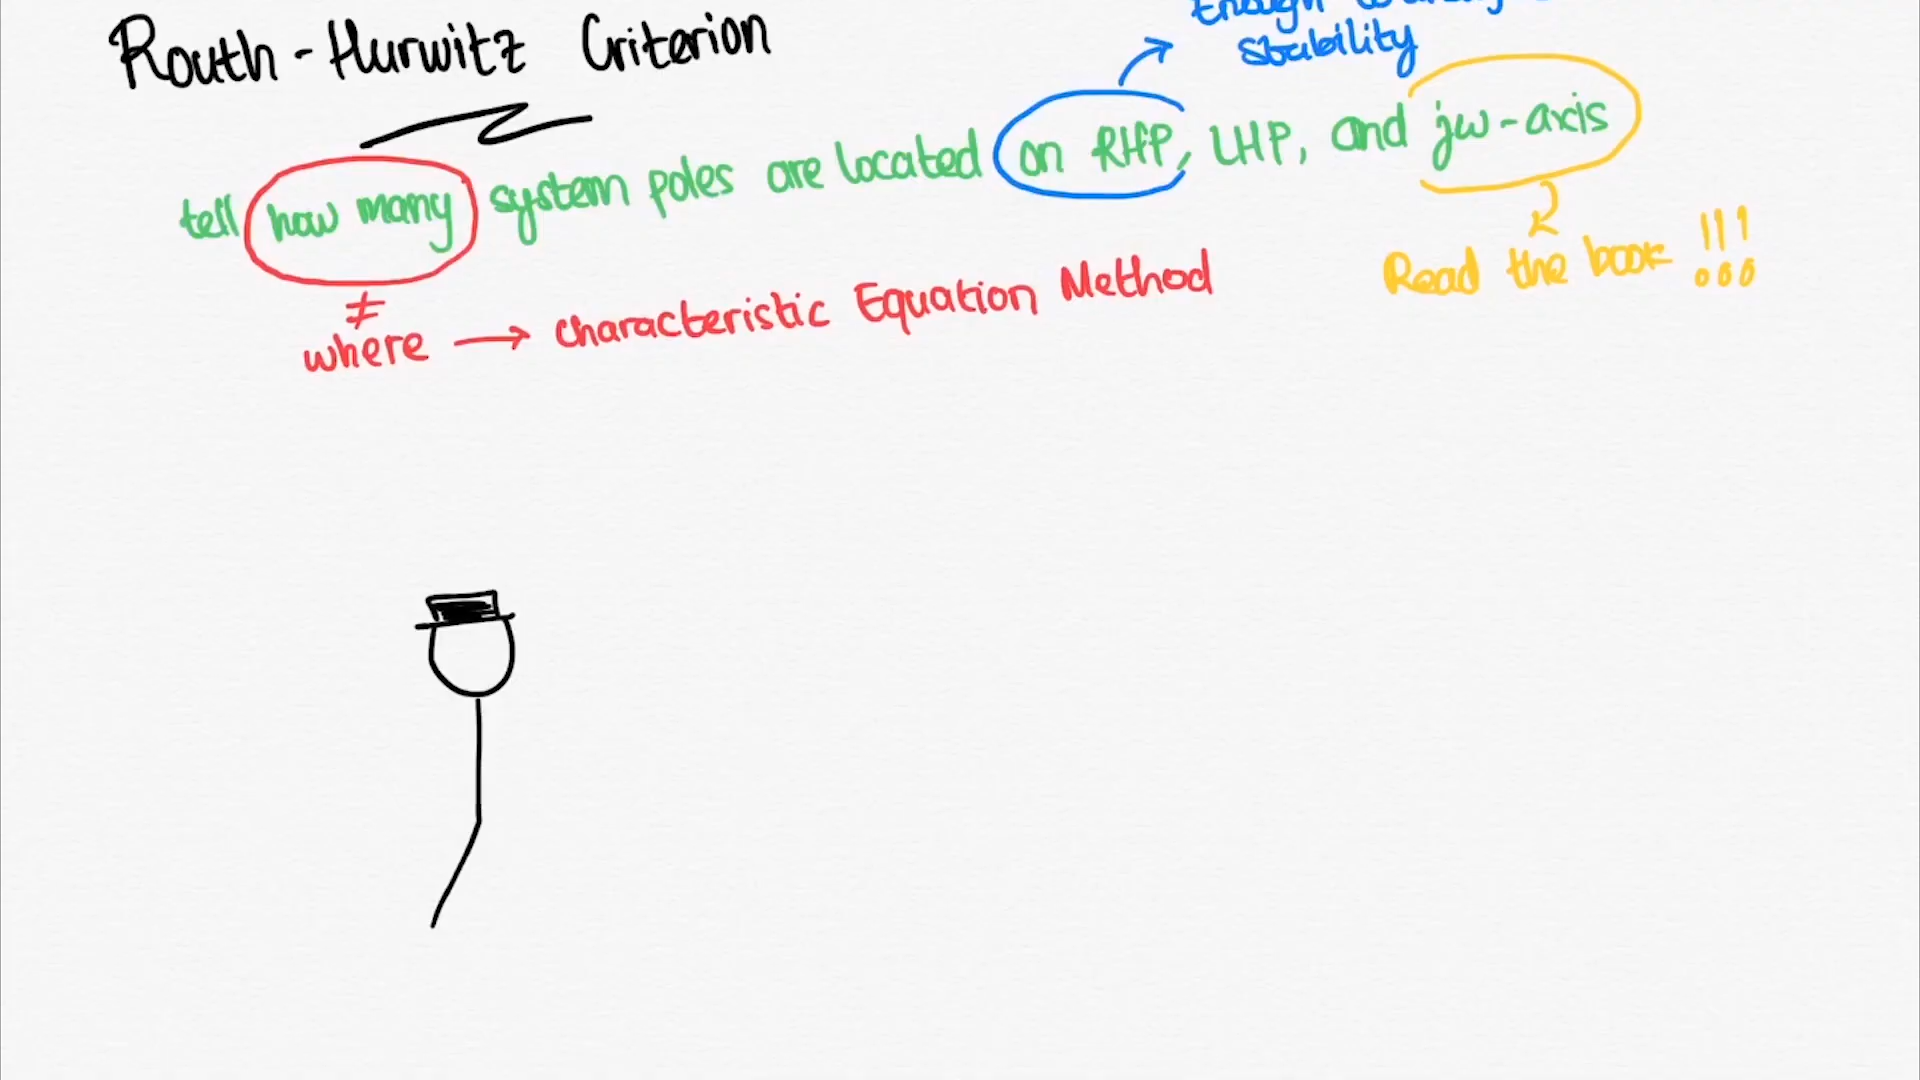 Routh-Hurwitz Criterion
Enough
stability
tell how many system poles are located on RHP, LHP, and jw-axis
≠
where → characteristic Equation Method
Read the book !!!